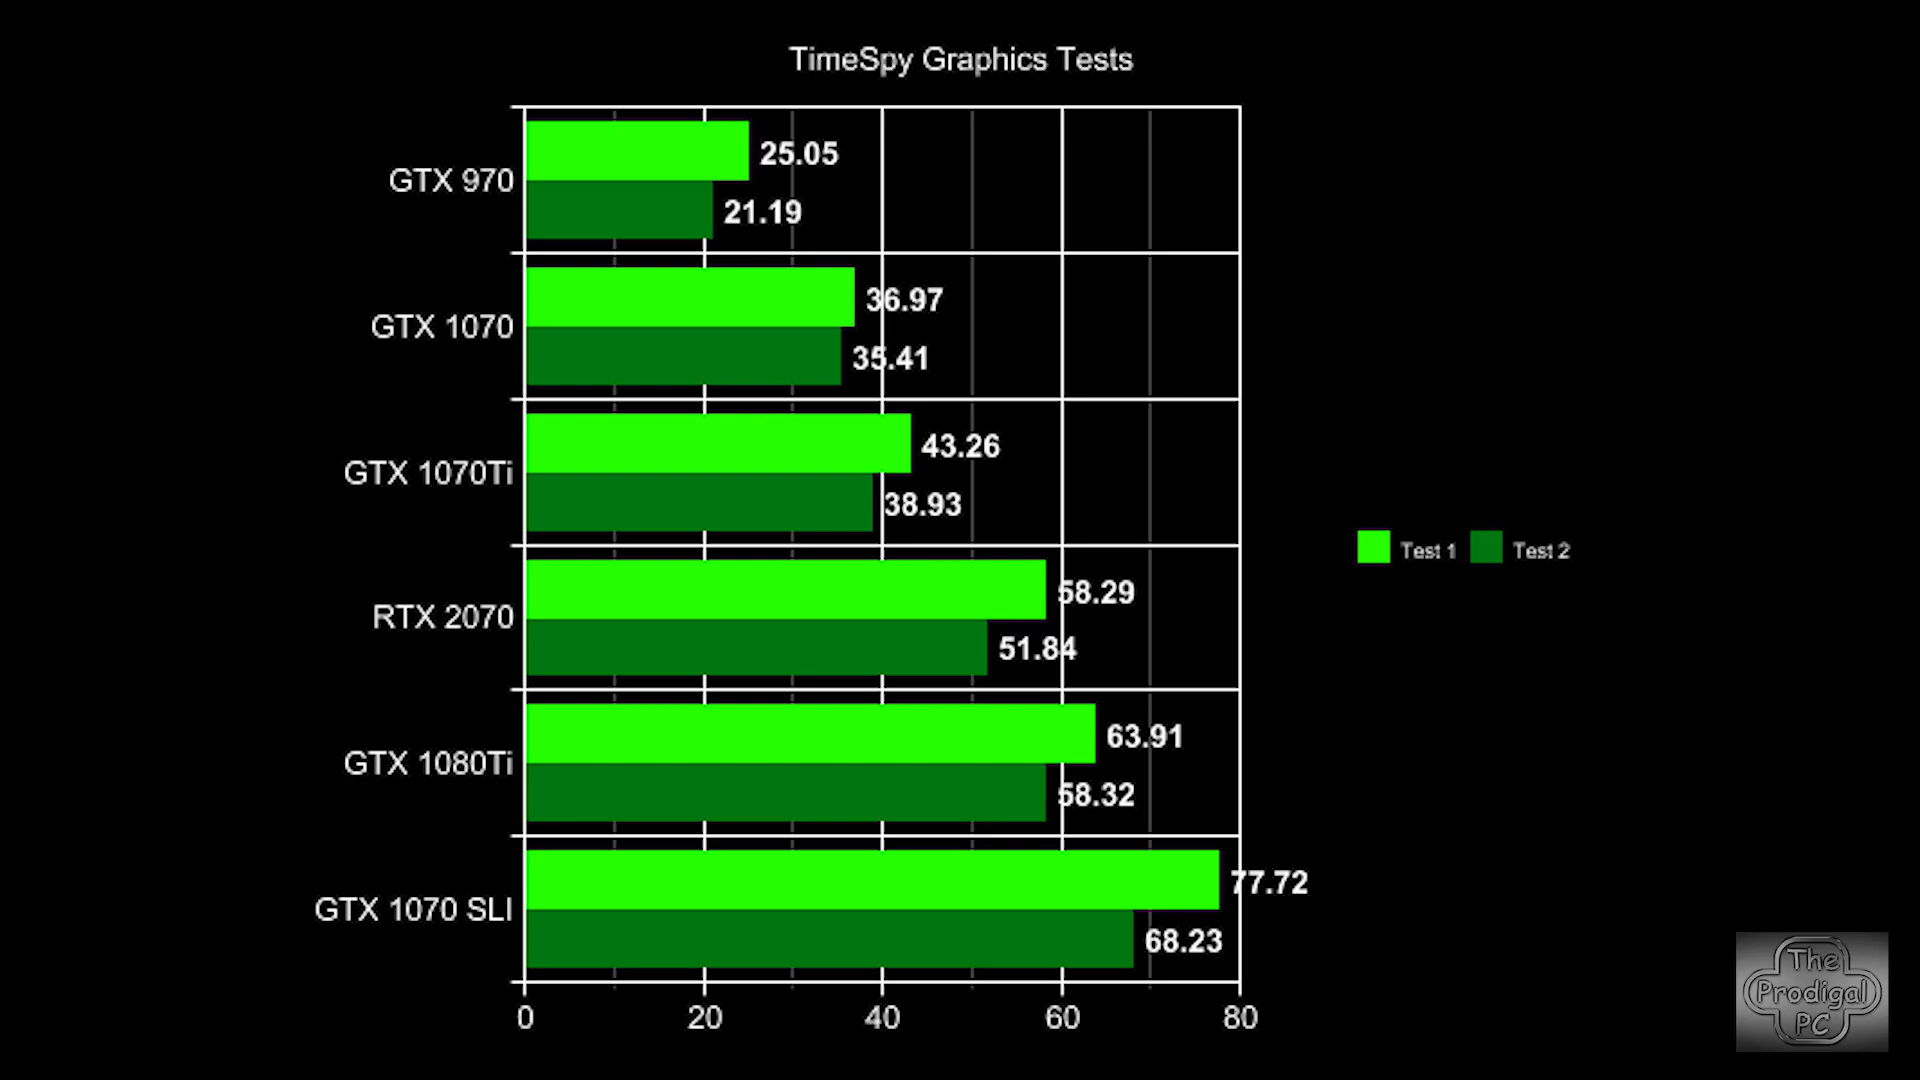 TimeSpy Graphics Tests
GTX 970
25.05
21.19
GTX 1070
36.97
35.41
GTX 1070Ti
43.26
38.93
RTX 2070
58.29
51.84
GTX 1080Ti
63.91
58.32
GTX 1070 SLI
77.72
68.23
0 20 40 60 80
Test 1 Test 2
The
Prodigal
PC